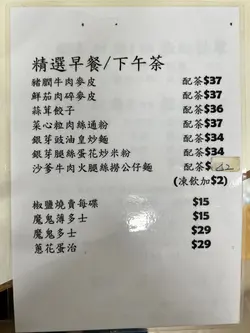 精選早餐/下午茶
豬膶牛肉麥皮 配茶$37
鮮茄肉碎麥皮 配茶$37
蒜茸餃子 配茶$36
菜心粒肉絲通粉 配茶$37
銀芽豉油皇炒麵 配茶$34
銀芽腿絲蛋花炒米粉 配茶$34
沙爹牛肉火腿絲撈公仔麵 配茶$42
(凍飲加$2)
椒鹽燒賣每碟 $15
魔鬼薄多士 $15
魔鬼多士 $29
蔥花蛋治 $29